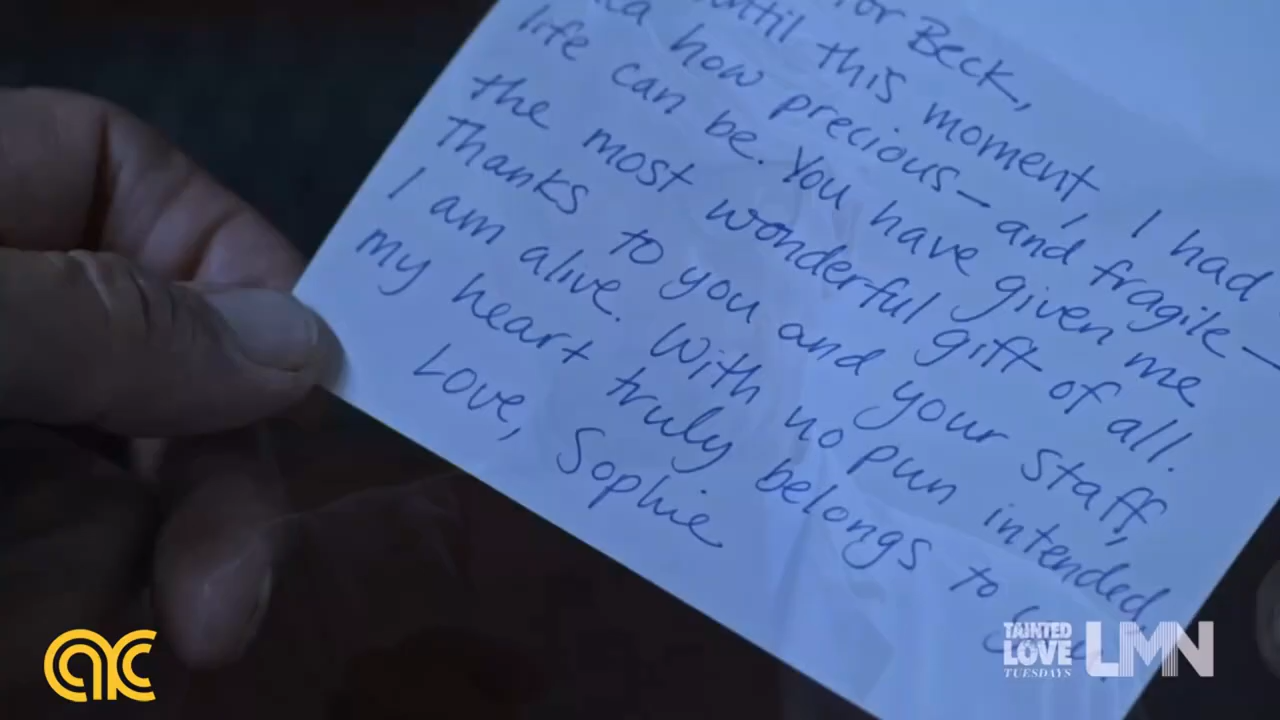 for Beck,
until this moment, I had
how precious— and fragile—
life can be. You have given me
the most wonderful gift of all.
Thanks to you and your staff,
I am alive. With no pun intended,
my heart truly belongs to you.
Love, Sophie
TAINTED
LOVE
TUESDAYS
LMN